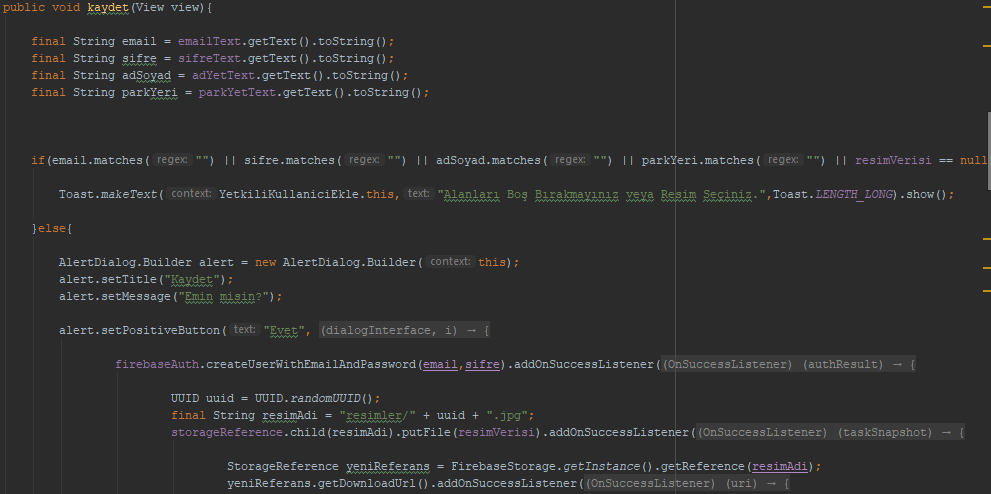 public void kaydet(View view){
final String email = emailText.getText().toString();
final String sifre = sifreText.getText().toString();
final String adSoyad = adYetText.getText().toString();
final String parkYeri = parkYetText.getText().toString();
if(email.matches( regex: "") || sifre.matches( regex: "") || adSoyad.matches( regex: "") || parkYeri.matches( regex: "") || resimVerisi == null
Toast.makeText( context: YetkiliKullaniciEkle.this, text: "Alanları Boş Bırakmayınız veya Resim Seçiniz.",Toast.LENGTH_LONG).show();
}else{
AlertDialog.Builder alert = new AlertDialog.Builder( context: this);
alert.setTitle("Kaydet");
alert.setMessage("Emin misin?");
alert.setPositiveButton( text: "Evet", (dialogInterface, i) → {
firebaseAuth.createUserWithEmailAndPassword(email,sifre).addOnSuccessListener((OnSuccessListener) (authResult) → {
UUID uuid = UUID.randomUUID();
final String resimAdi = "resimler/" + uuid + ".jpg";
storageReference.child(resimAdi).putFile(resimVerisi).addOnSuccessListener((OnSuccessListener) (taskSnapshot) → {
StorageReference yeniReferans = FirebaseStorage.getInstance().getReference(resimAdi);
yeniReferans.getDownloadUrl().addOnSuccessListener((OnSuccessListener) (uri) → {